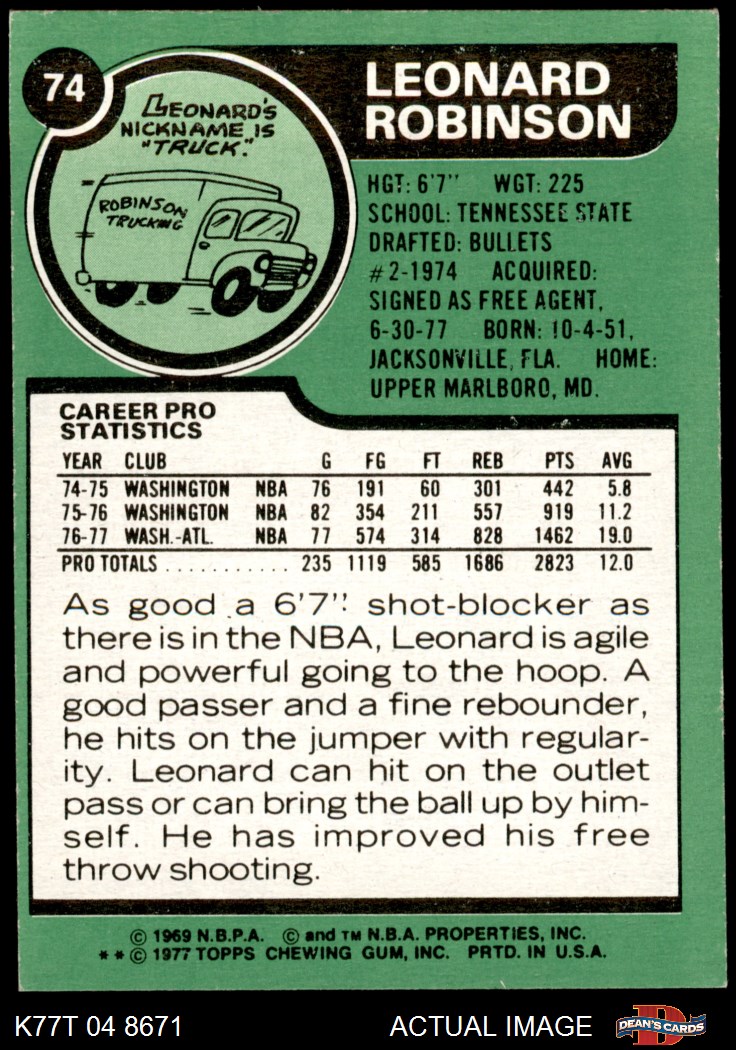 74
LEONARD
ROBINSON
LEONARD'S
NICKNAME IS
"TRUCK."
ROBINSON
TRUCKING
HGT: 6'7" WGT: 225
SCHOOL: TENNESSEE STATE
DRAFTED: BULLETS
#2-1974 ACQUIRED:
SIGNED AS FREE AGENT,
6-30-77 BORN: 10-4-51,
JACKSONVILLE, FLA. HOME:
UPPER MARLBORO, MD.
CAREER PRO
STATISTICS
YEAR CLUB G FG FT REB PTS AVG
74-75 WASHINGTON NBA 76 191 60 301 442 5.8
75-76 WASHINGTON NBA 82 354 211 557 919 11.2
76-77 WASH.-ATL. NBA 77 574 314 828 1462 19.0
PRO TOTALS . . . . . . . . . . . 235 1119 585 1686 2823 12.0
As good a 6'7" shot-blocker as
there is in the NBA, Leonard is agile
and powerful going to the hoop. A
good passer and a fine rebounder,
he hits on the jumper with regular-
ity. Leonard can hit on the outlet
pass or can bring the ball up by him-
self. He has improved his free
throw shooting.
© 1969 N.B.P.A. © and TM N.B.A. PROPERTIES, INC.
**© 1977 TOPPS CHEWING GUM, INC. PRTD. IN U.S.A.
K77T 04 8671 ACTUAL IMAGE D DEAN'S CARDS